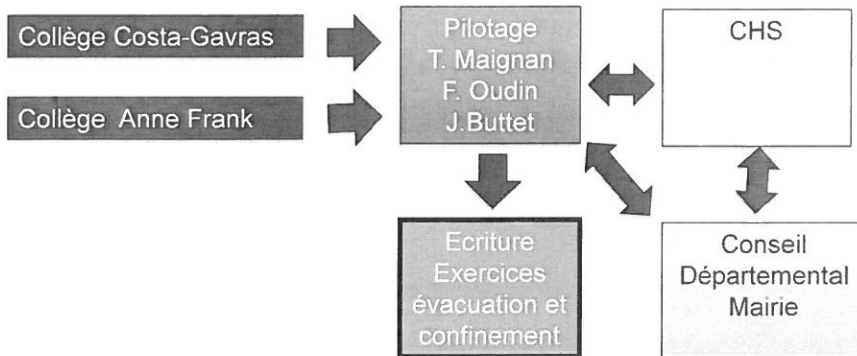 Collège Costa-Gavras
Collège Anne Frank
Pilotage
T. Maignan
F. Oudin
J.Buttet
CHS
Ecriture
Exercices
évacuation et
confinement
Conseil
Départemental
Mairie